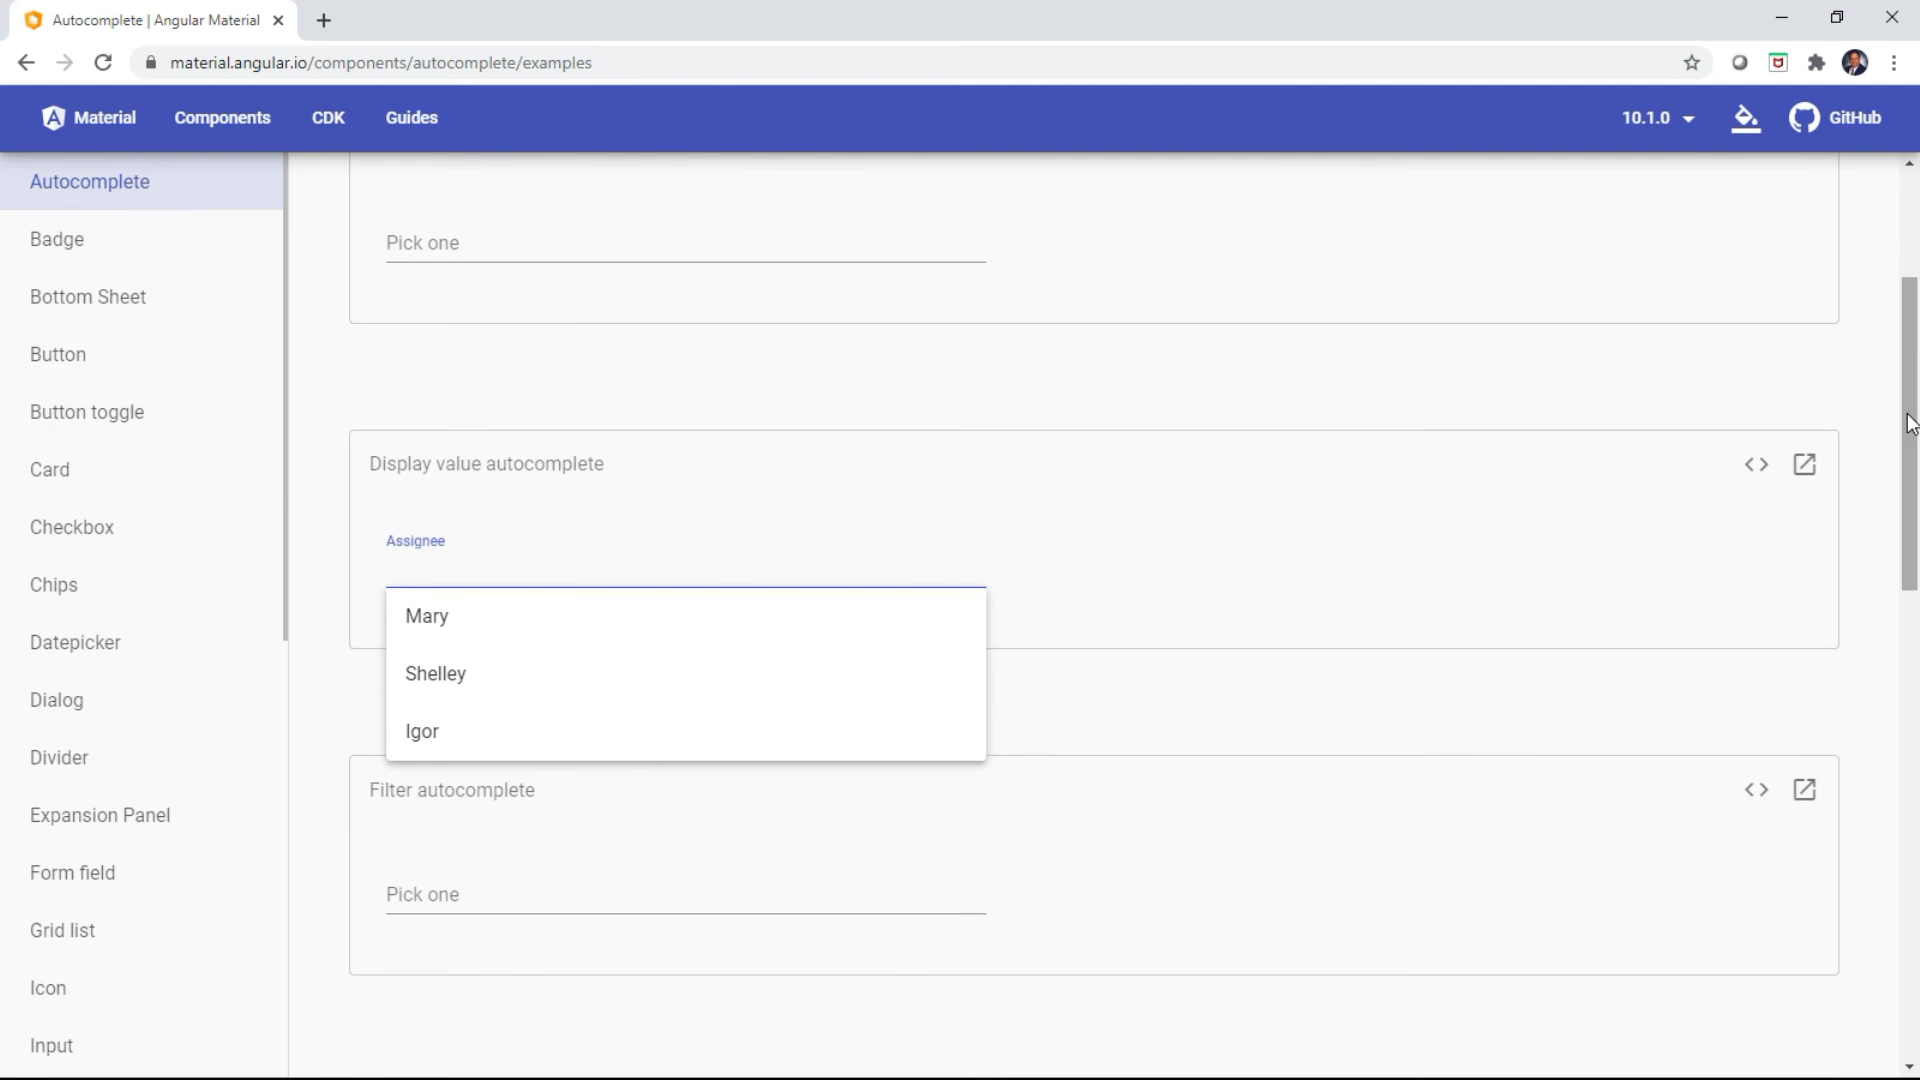 Autocomplete | Angular Material
material.angular.io/components/autocomplete/examples
Material Components CDK Guides 10.1.0 GitHub
Autocomplete
Badge
Bottom Sheet
Button
Button toggle
Card
Checkbox
Chips
Datepicker
Dialog
Divider
Expansion Panel
Form field
Grid list
Icon
Input
Pick one
Display value autocomplete
Assignee
Mary
Shelley
Igor
Filter autocomplete
Pick one